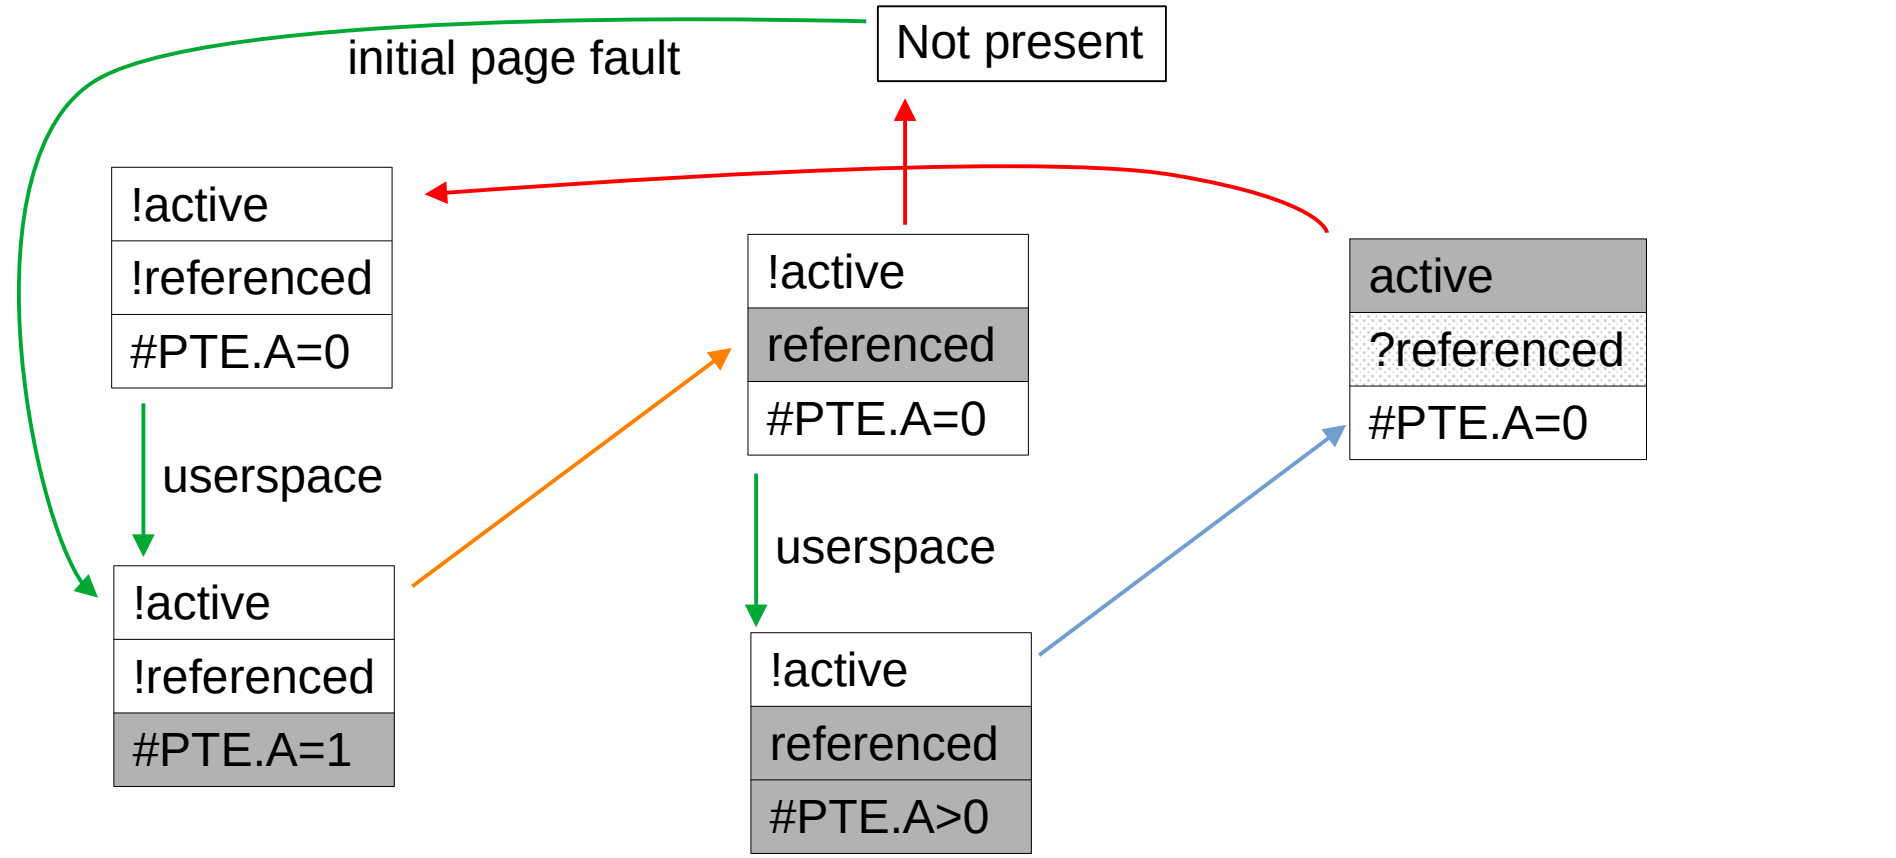 Not present
initial page fault
!active
!referenced
#PTE.A=0
userspace
!active
!referenced
#PTE.A=1
!active
referenced
#PTE.A=0
userspace
!active
referenced
#PTE.A>0
active
?referenced
#PTE.A=0